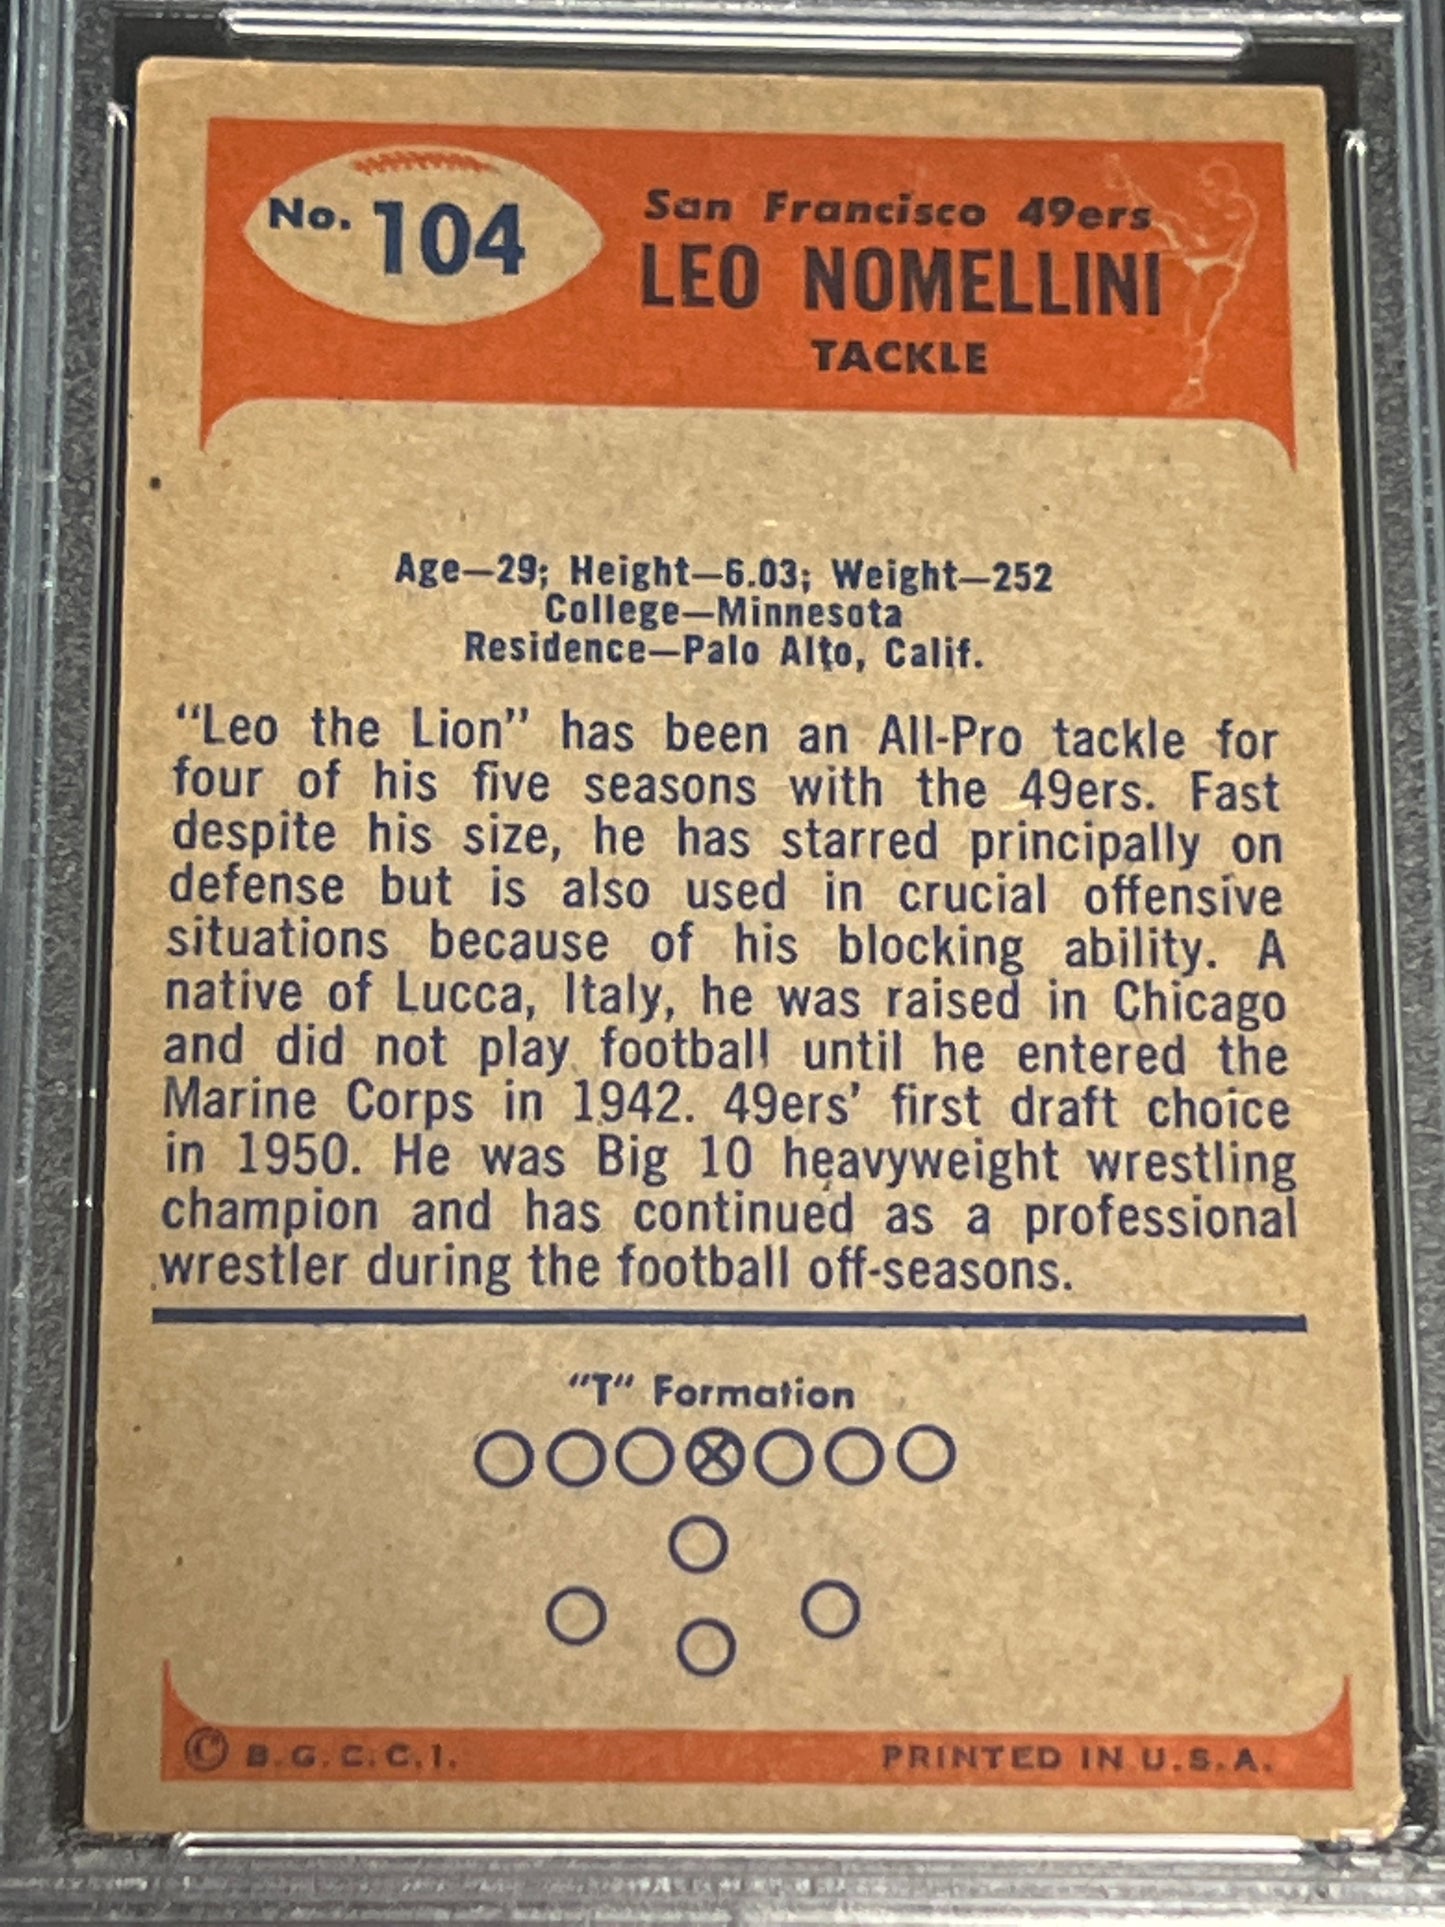 No. 104
San Francisco 49ers
LEO NOMELLINI
TACKLE
Age—29; Height—6.03; Weight—252
College—Minnesota
Residence—Palo Alto, Calif.
"Leo the Lion" has been an All-Pro tackle for
four of his five seasons with the 49ers. Fast
despite his size, he has starred principally on
defense but is also used in crucial offensive
situations because of his blocking ability. A
native of Lucca, Italy, he was raised in Chicago
and did not play football until he entered the
Marine Corps in 1942. 49ers' first draft choice
in 1950. He was Big 10 heavyweight wrestling
champion and has continued as a professional
wrestler during the football off-seasons.
"T" Formation
© B.G.C.C.I. PRINTED IN U.S.A.